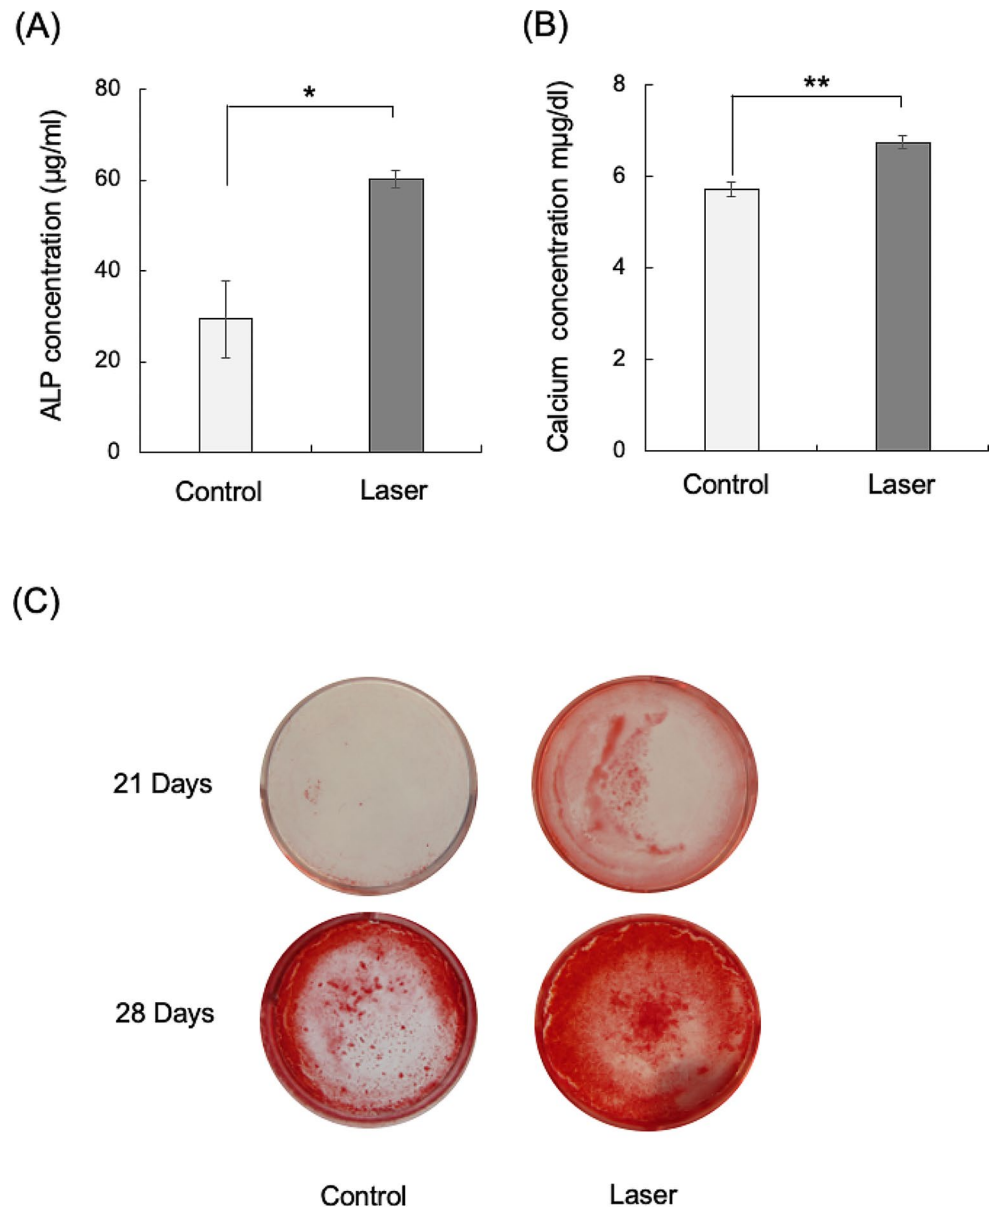 (A)
ALP concentration (µg/ml)
80
60
40
20
0
*
Control
Laser
(B)
Calcium concentration mµg/dl)
8
6
4
2
0
**
Control
Laser
(C)
21 Days
28 Days
Control
Laser